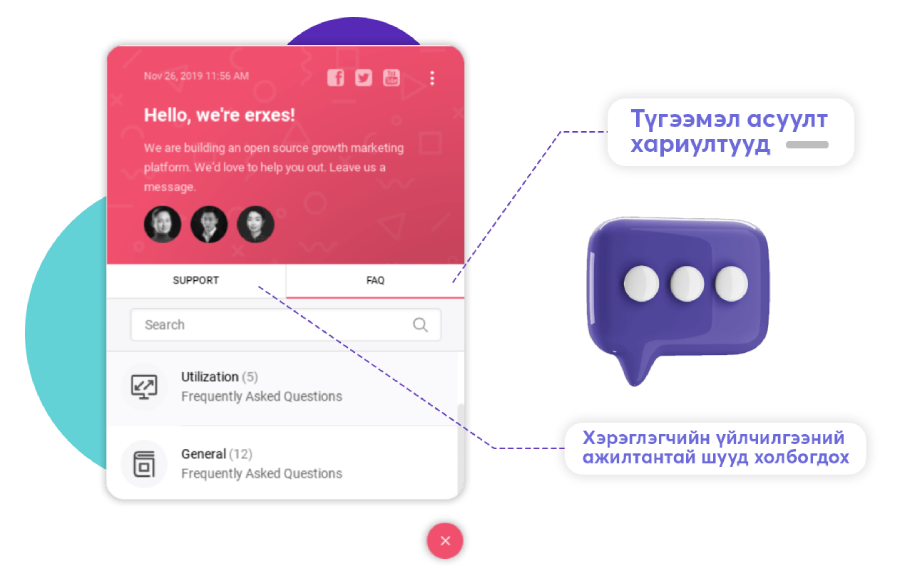 Nov 26, 2019 11:56 AM
Hello, we're erxes!
We are building an open source growth marketing
platform. We'd love to help you out. Leave us a
message.
SUPPORT
FAQ
Search
Utilization (5)
Frequently Asked Questions
General (12)
Frequently Asked Questions
Түгээмэл асуулт
хариултууд
Хэрэглэгчийн үйлчилгээний
ажилтантай шууд холбогдох